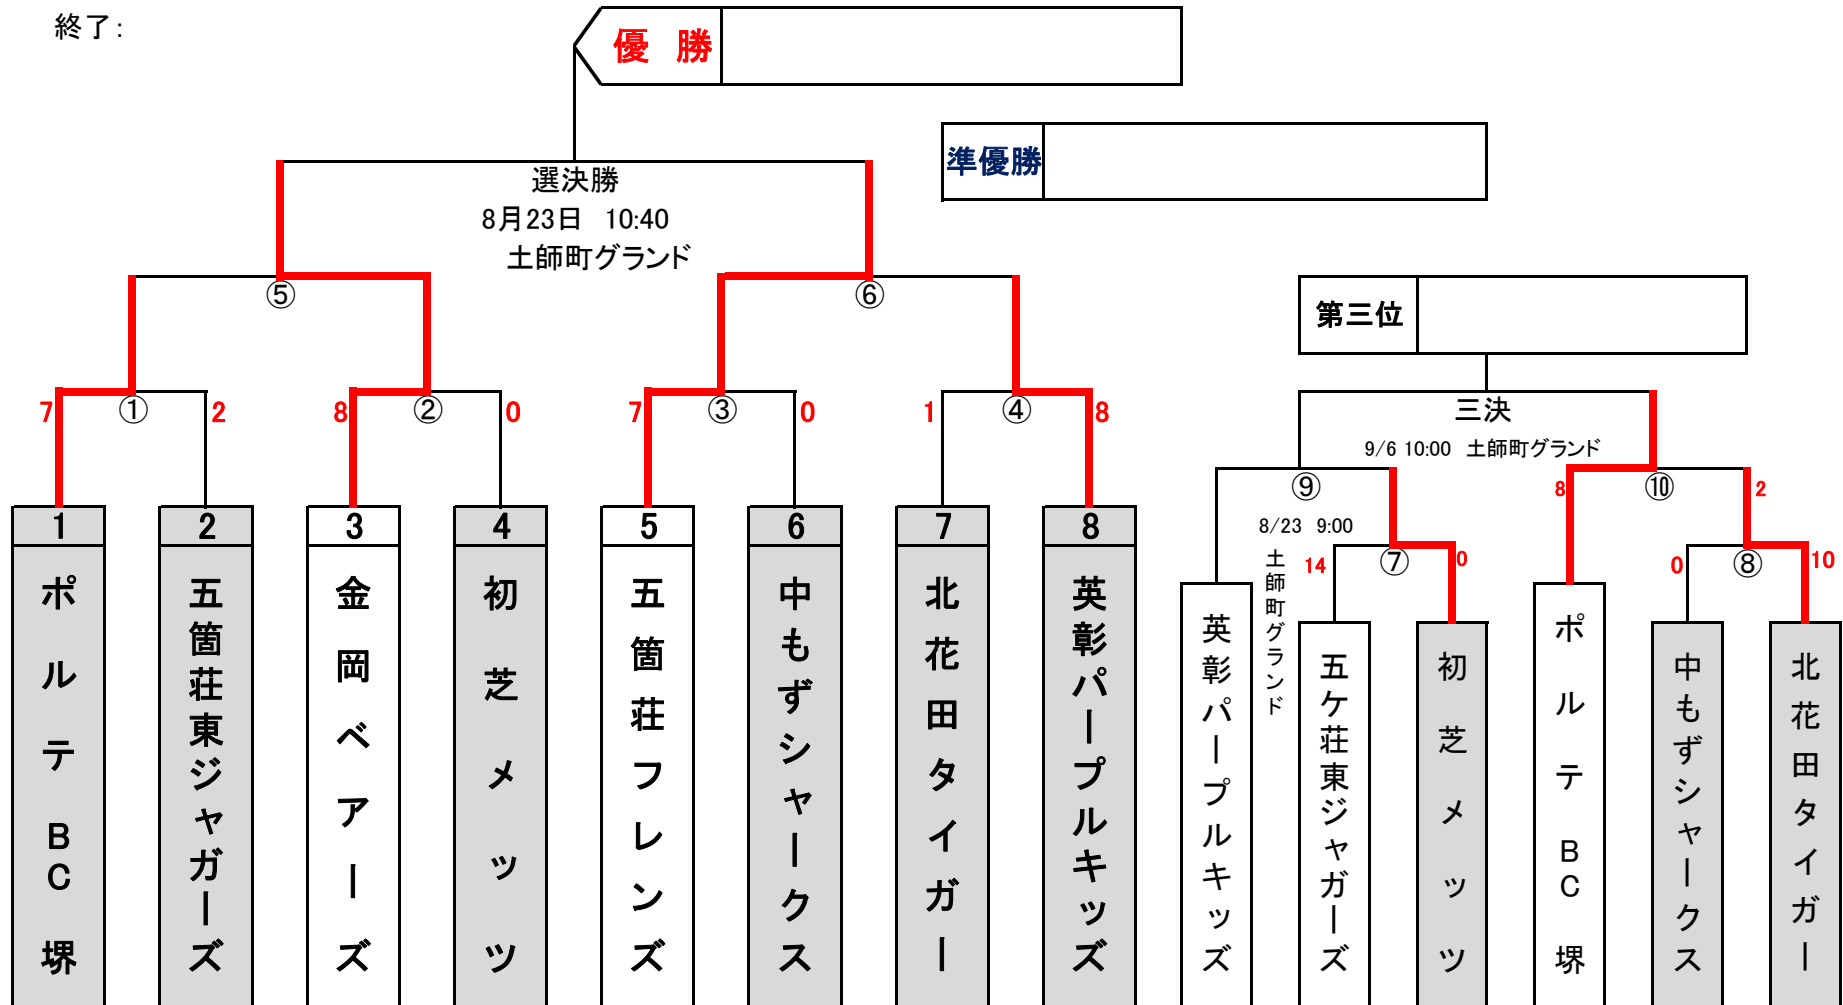 終了:
優 勝
準優勝
選決勝
8月23日 10:40
土師町グランド
⑤
⑥
第三位
7
①
2
8
②
0
7
③
0
1
④
8
三決
9/6 10:00 土師町グランド
⑨
8
⑩
2
8/23 9:00
土師町グランド
14
⑦
0
0
⑧
10
1
ポルテBC堺
2
五箇荘東ジャガーズ
3
金岡ベアーズ
4
初芝メッツ
5
五箇荘フレンズ
6
中もずシャークス
7
北花田タイガー
8
英彰パープルキッズ
英彰パープルキッズ
五ケ荘東ジャガーズ
初芝メッツ
ポルテBC堺
中もずシャークス
北花田タイガー